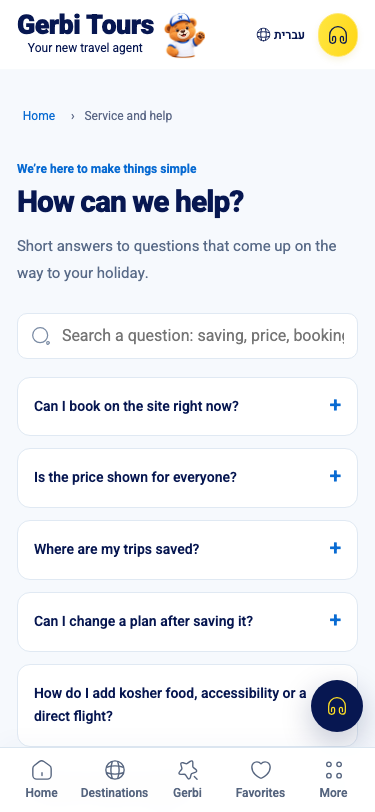 Gerbi Tours
Your new travel agent
עברית
Home › Service and help
We're here to make things simple
How can we help?
Short answers to questions that come up on the
way to your holiday.
Search a question: saving, price, booking
Can I book on the site right now? +
Is the price shown for everyone? +
Where are my trips saved? +
Can I change a plan after saving it? +
How do I add kosher food, accessibility or a
direct flight?
Home Destinations Gerbi Favorites More